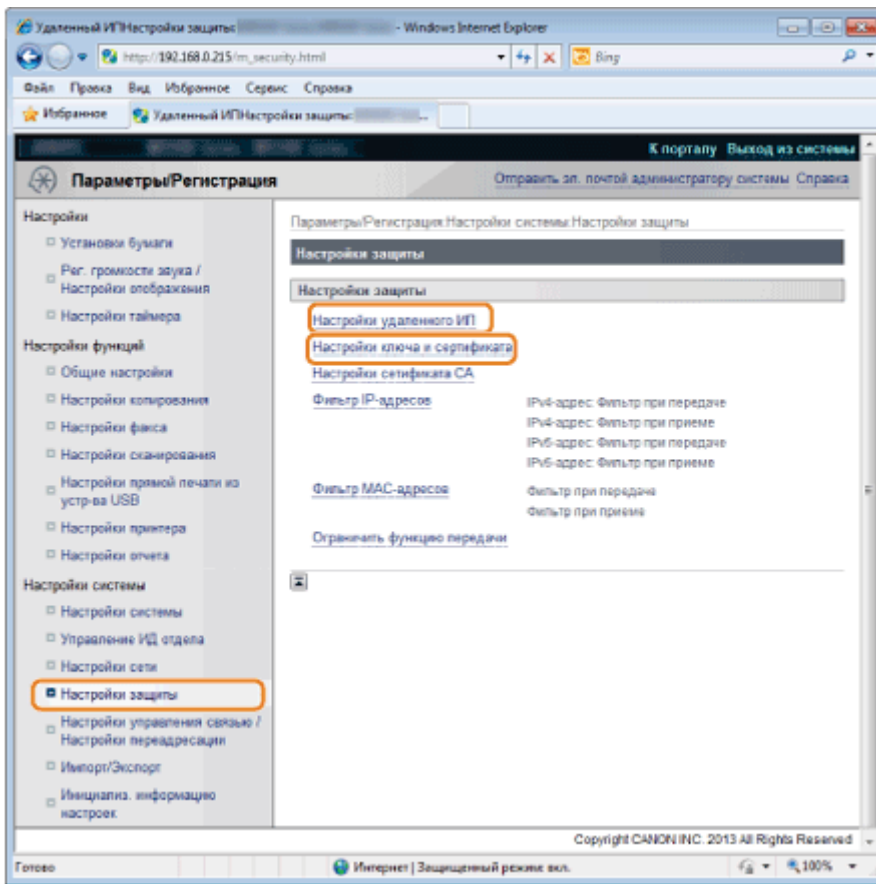 Удаленный ИПНастройки защиты: - Windows Internet Explorer
http://192.168.0.215/m_security.html
Bing
Файл Правка Вид Избранное Сервис Справка
Избранное
Удаленный ИПНастройки защиты: ...
К порталу Выход из системы
Параметры/Регистрация
Отправить эл. почтой администратору системы Справка
Настройки
Установки бумаги
Рег. громкости звука /
Настройки отображения
Настройки таймера
Настройки функций
Общие настройки
Настройки копирования
Настройки факса
Настройки сканирования
Настройки прямой печати из
устр-ва USB
Настройки принтера
Настройки отчета
Настройки системы
Настройки системы
Управление ИД отдела
Настройки сети
Настройки защиты
Настройки управления связью /
Настройки переадресации
Импорт/Экспорт
Инициализ. информацию
настроек
Параметры/Регистрация:Настройки системы:Настройки защиты
Настройки защиты
Настройки защиты
Настройки удаленного ИП
Настройки ключа и сертификата
Настройки сетификата CA
Фильтр IP-адресов
IPv4-адрес: Фильтр при передаче
IPv4-адрес: Фильтр при приеме
IPv6-адрес: Фильтр при передаче
IPv6-адрес: Фильтр при приеме
Фильтр MAC-адресов
Фильтр при передаче
Фильтр при приеме
Ограничить функцию передачи
Copyright CANON INC. 2013 All Rights Reserved
Готово
Интернет | Защищенный режим: вкл.
100%